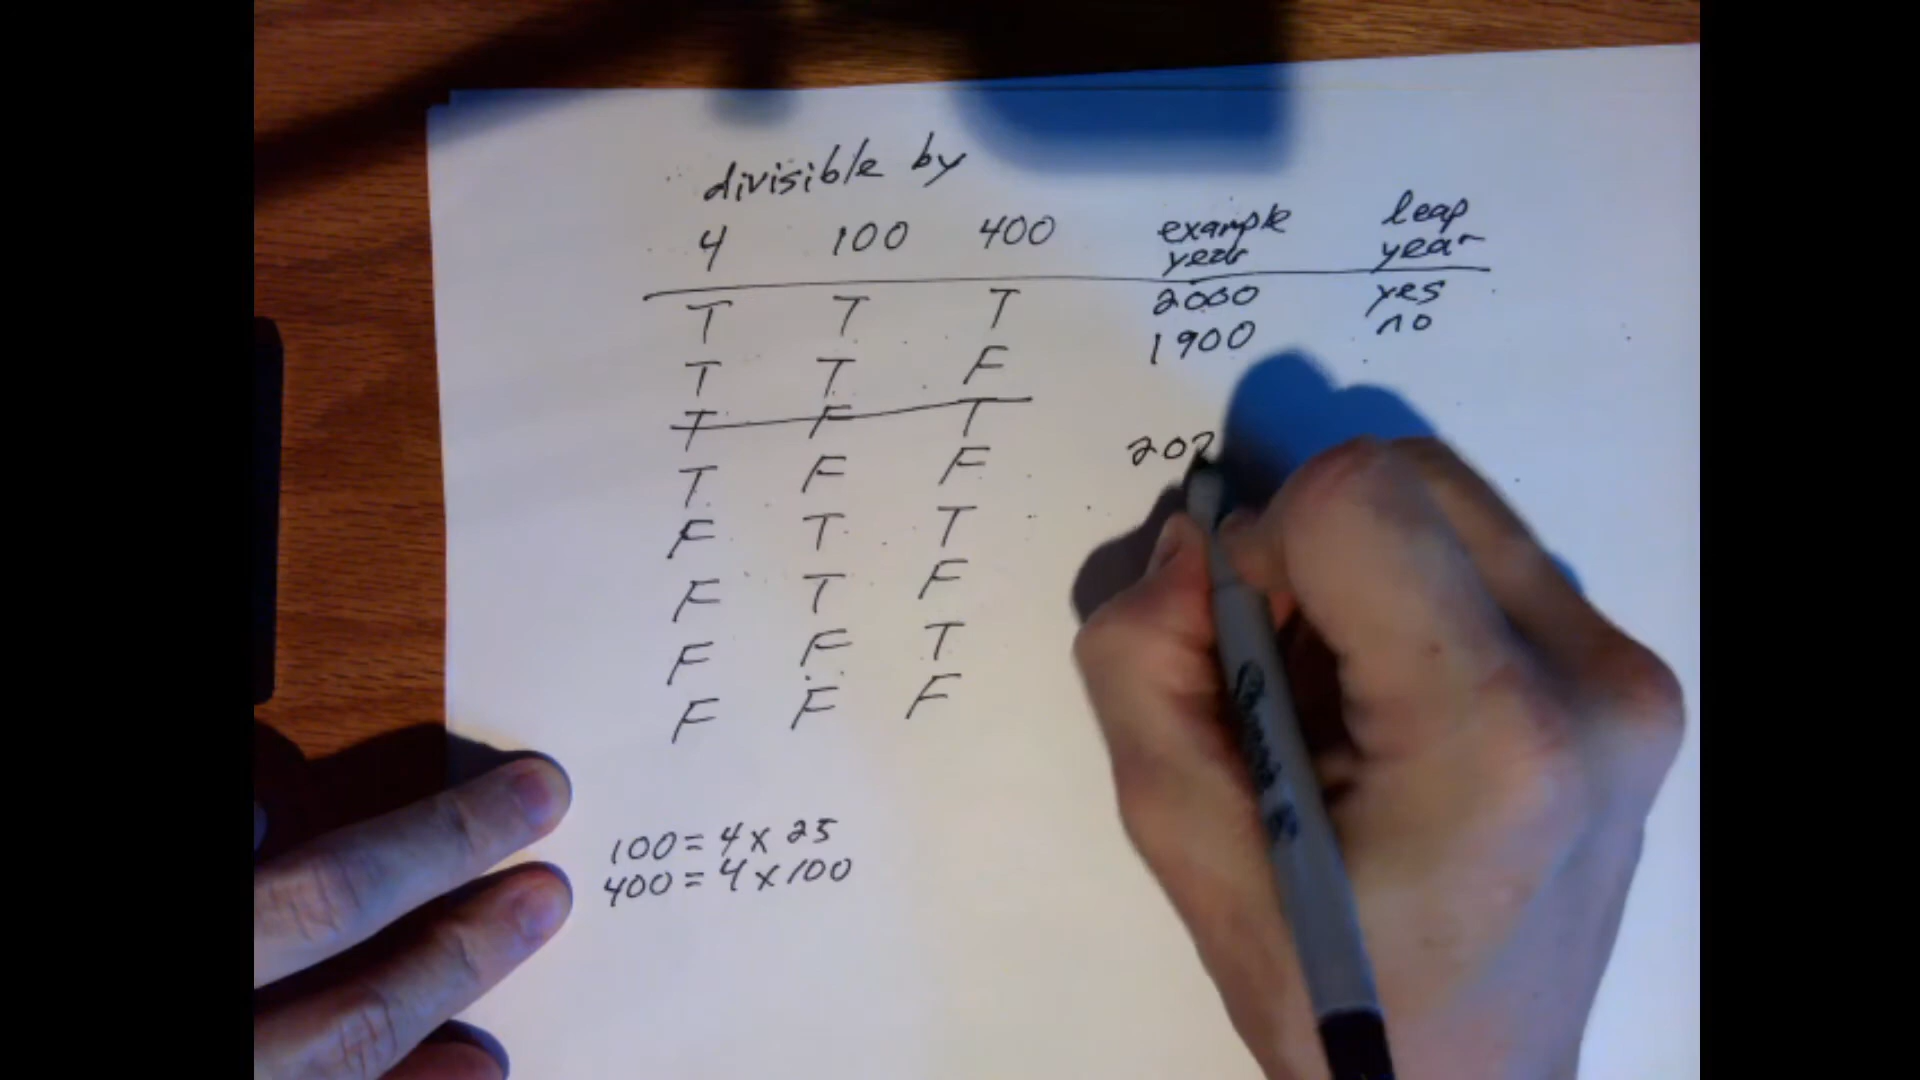 divisible by
4 100 400 example year leap year
T T T 2000 yes
T T F 1900 no
T F T
T F F 202
F T T
F T F
F F T
F F F
100 = 4 x 25
400 = 4 x 100